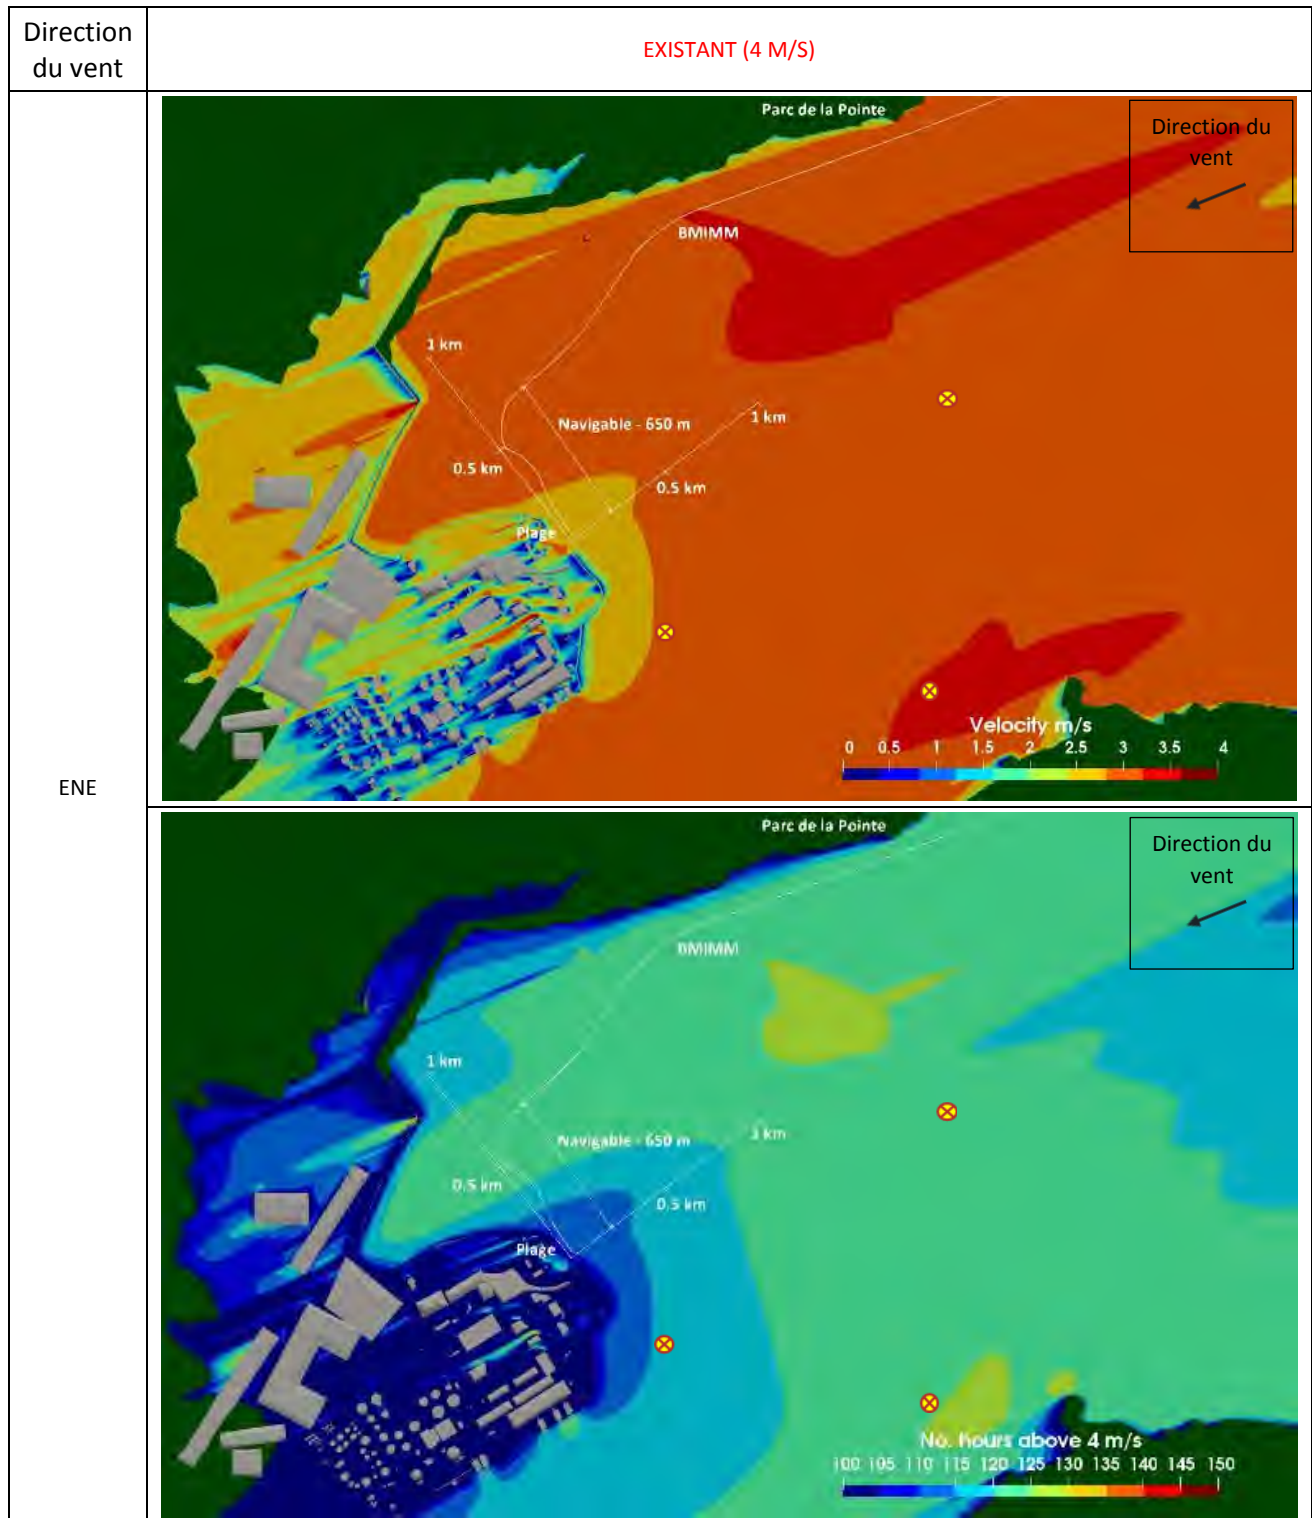 Direction
du vent
EXISTANT (4 M/S)
ENE
Parc de la Pointe
Direction du
vent
BMIMM
1 km
Navigable - 650 m
1 km
0.5 km
0.5 km
Plage
Velocity m/s
0 0.5 1 1.5 2 2.5 3 3.5 4
Parc de la Pointe
Direction du
vent
BMIMM
1 km
Navigable - 650 m
1 km
0.5 km
0.5 km
Plage
No. hours above 4 m/s
100 105 110 115 120 125 130 135 140 145 150